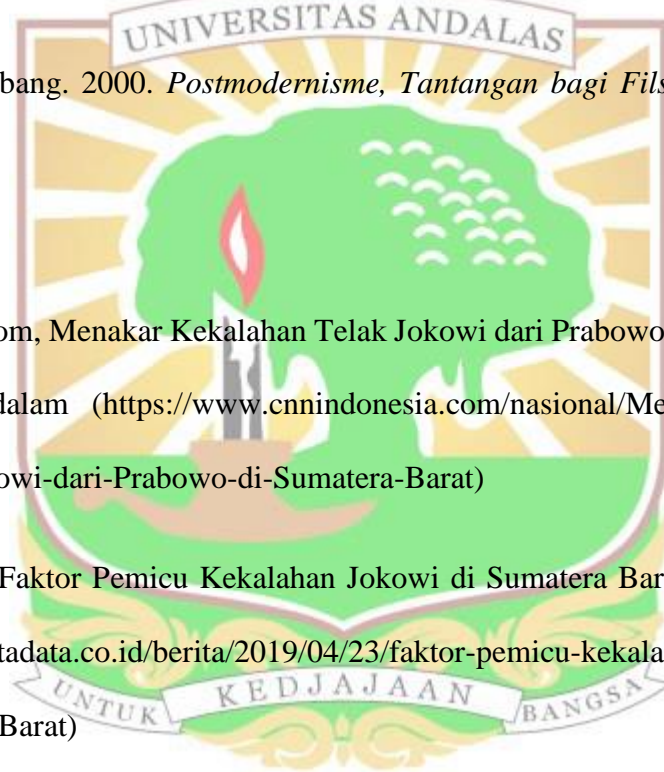 UNIVERSITAS ANDALAS
bang. 2000. Postmodernisme, Tantangan bagi Fils
om, Menakar Kekalahan Telak Jokowi dari Prabowo
dalam (https://www.cnnindonesia.com/nasional/Me
owi-dari-Prabowo-di-Sumatera-Barat)
Faktor Pemicu Kekalahan Jokowi di Sumatera Bar
tadata.co.id/berita/2019/04/23/faktor-pemicu-kekala
UNTUK KEDJAJAAN BANGSA
Barat)